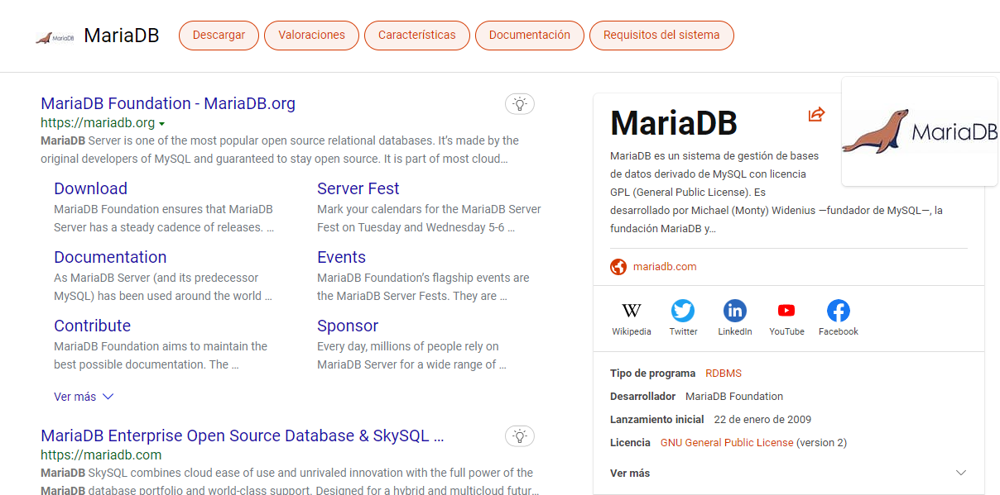 MariaDB
MariaDB
Descargar
Valoraciones
Características
Documentación
Requisitos del sistema
MariaDB Foundation - MariaDB.org
https://mariadb.org
MariaDB Server is one of the most popular open source relational databases. It’s made by the
original developers of MySQL and guaranteed to stay open source. It is part of most cloud…
Download
MariaDB Foundation ensures that MariaDB
Server has a steady cadence of releases. …
Server Fest
Mark your calendars for the MariaDB Server
Fest on Tuesday and Wednesday 5-6 …
Documentation
As MariaDB Server (and its predecessor
MySQL) has been used around the world …
Events
MariaDB Foundation’s flagship events are
the MariaDB Server Fests. They are …
Contribute
MariaDB Foundation aims to maintain the
best possible documentation. The …
Sponsor
Every day, millions of people rely on
MariaDB Server for a wide range of …
Ver más
MariaDB Enterprise Open Source Database & SkySQL …
https://mariadb.com
MariaDB SkySQL combines cloud ease of use and unrivaled innovation with the full power of the
MariaDB database portfolio and world-class support. Designed for a hybrid and multicloud futur…
MariaDB
MariaDB
MariaDB es un sistema de gestión de bases
de datos derivado de MySQL con licencia
GPL (General Public License). Es
desarrollado por Michael (Monty) Widenius —fundador de MySQL—, la
fundación MariaDB y…
mariadb.com
W
Wikipedia
Twitter
in
LinkedIn
YouTube
f
Facebook
Tipo de programa RDBMS
Desarrollador MariaDB Foundation
Lanzamiento inicial 22 de enero de 2009
Licencia GNU General Public License (version 2)
Ver más